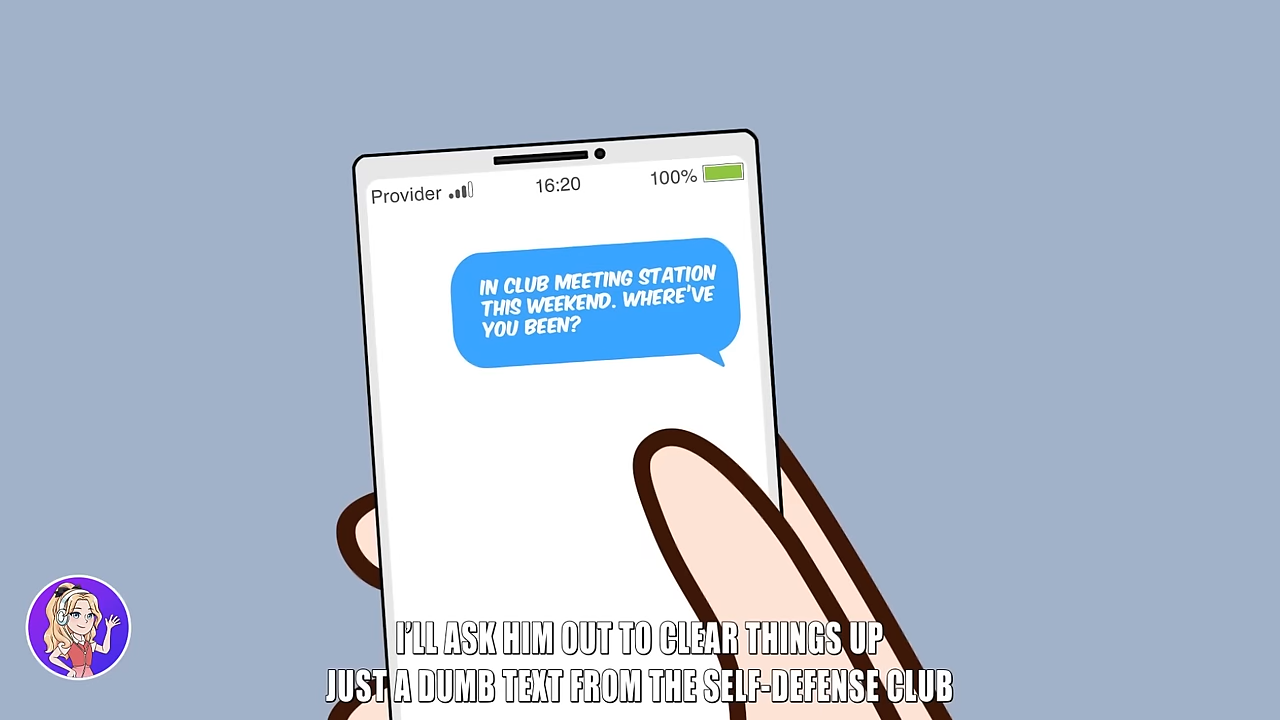 Provider 16:20 100%
IN CLUB MEETING STATION
THIS WEEKEND. WHERE'VE
YOU BEEN?
I'LL ASK HIM OUT TO CLEAR THINGS UP
JUST A DUMB TEXT FROM THE SELF-DEFENSE CLUB